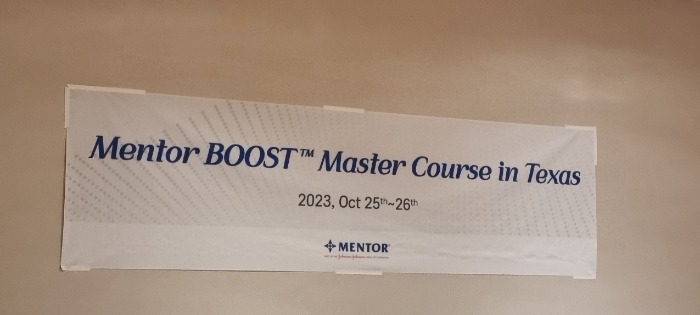 Mentor BOOST™ Master Course in Texas
2023, Oct 25th~26th
MENTOR